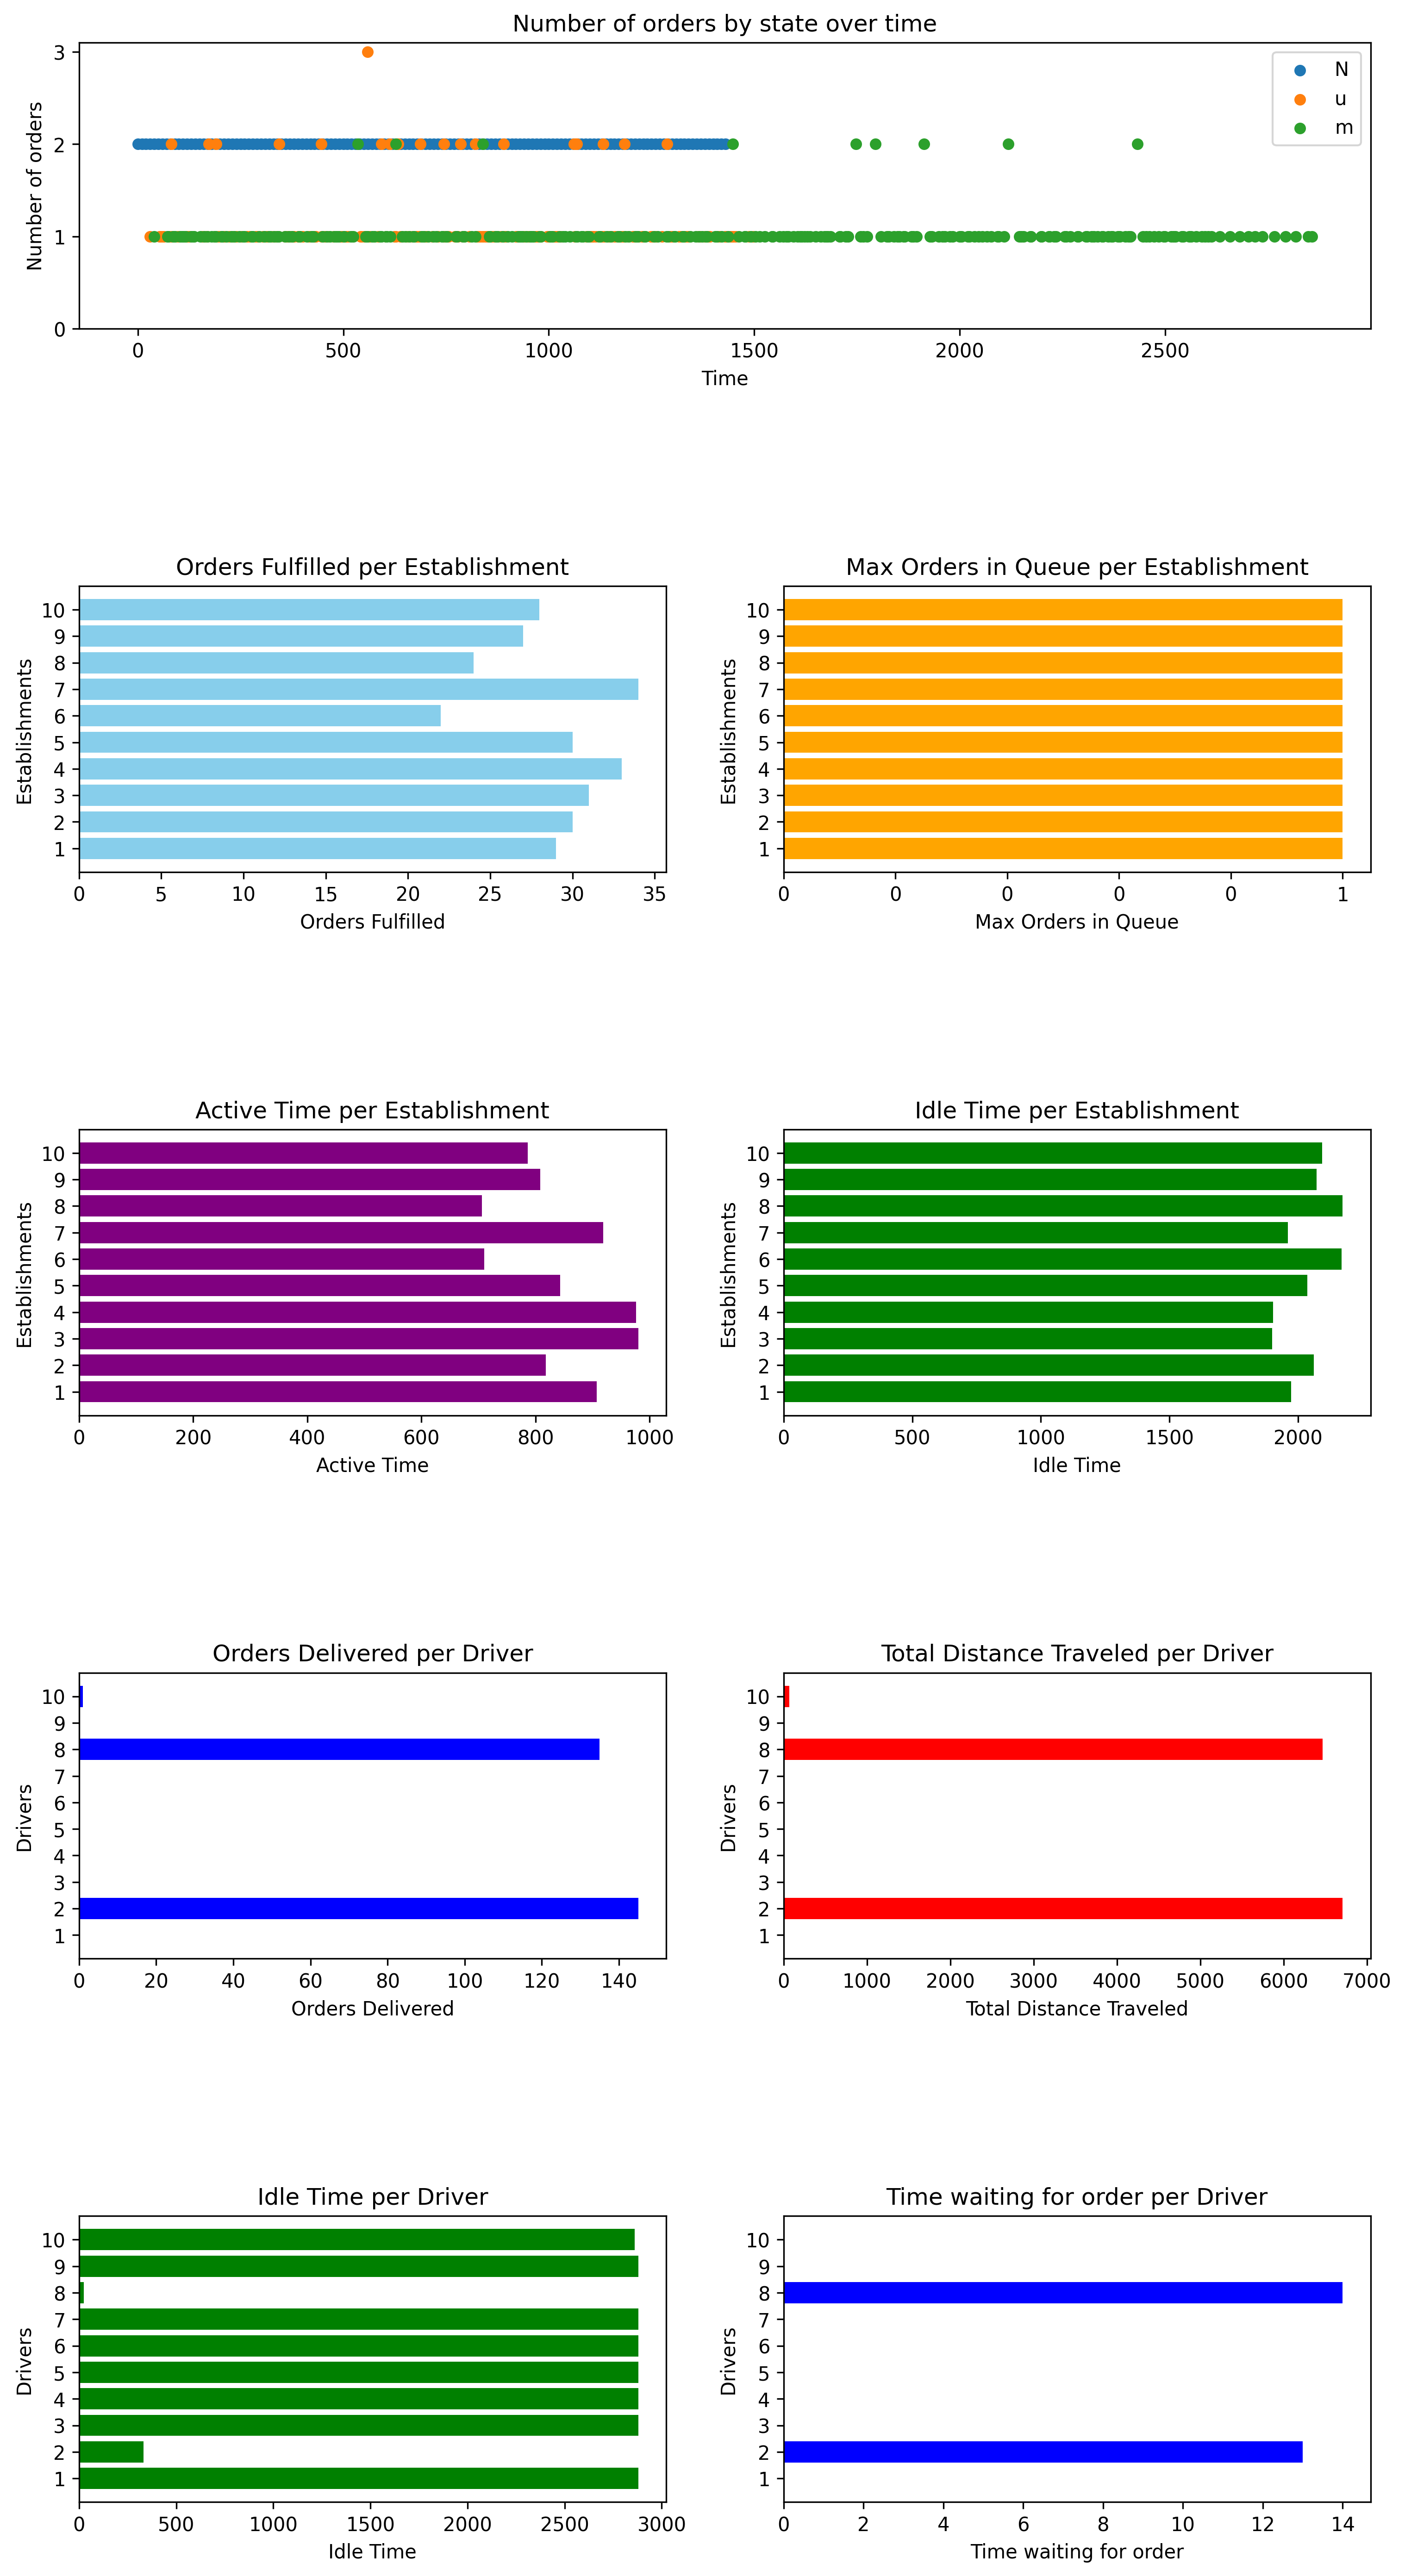 Number of orders by state over time
Number of orders
3
2
1
0
N
u
m
0 500 1000 1500 2000 2500
Time
Orders Fulfilled per Establishment
Establishments
10
9
8
7
6
5
4
3
2
1
0 5 10 15 20 25 30 35
Orders Fulfilled
Max Orders in Queue per Establishment
Establishments
10
9
8
7
6
5
4
3
2
1
0 0 0 0 0 1
Max Orders in Queue
Active Time per Establishment
Establishments
10
9
8
7
6
5
4
3
2
1
0 200 400 600 800 1000
Active Time
Idle Time per Establishment
Establishments
10
9
8
7
6
5
4
3
2
1
0 500 1000 1500 2000
Idle Time
Orders Delivered per Driver
Drivers
10
9
8
7
6
5
4
3
2
1
0 20 40 60 80 100 120 140
Orders Delivered
Total Distance Traveled per Driver
Drivers
10
9
8
7
6
5
4
3
2
1
0 1000 2000 3000 4000 5000 6000 7000
Total Distance Traveled
Idle Time per Driver
Drivers
10
9
8
7
6
5
4
3
2
1
0 500 1000 1500 2000 2500 3000
Idle Time
Time waiting for order per Driver
Drivers
10
9
8
7
6
5
4
3
2
1
0 2 4 6 8 10 12 14
Time waiting for order